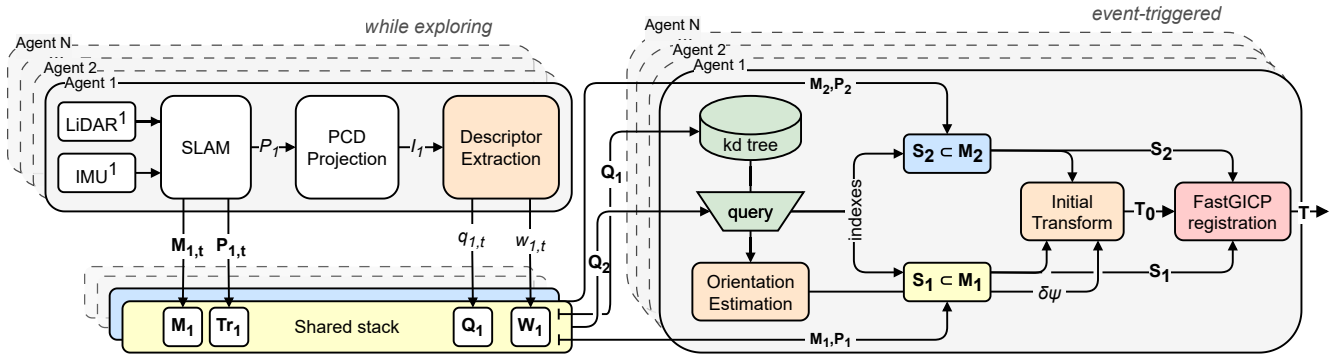 while exploring
Agent N
Agent 2
Agent 1
LiDAR¹
IMU¹
SLAM
P₁
PCD
Projection
I₁
Descriptor
Extraction
M₁,t
P₁,t
q₁,t
w₁,t
M₁
Tr₁
Shared stack
Q₁
W₁
event-triggered
Agent N
Agent 2
Agent 1
M₂,P₂
Q₁
Q₂
kd tree
query
indexes
Orientation
Estimation
S₂ ⊂ M₂
S₁ ⊂ M₁
S₂
Initial
Transform
T₀
FastGICP
registration
T
S₁
δψ
M₁,P₁